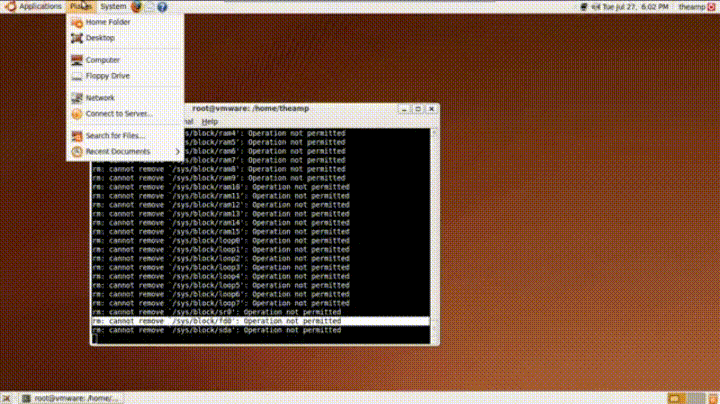 Applications Places System Tue Jul 27, 6:02 PM theamp
Home Folder
Desktop
Computer
Floppy Drive
Network
Connect to Server...
Search for Files...
Recent Documents
root@vmware: /home/theamp
Help
/sys/block/ram4': Operation not permitted
/sys/block/ram5': Operation not permitted
/sys/block/ram6': Operation not permitted
/sys/block/ram7': Operation not permitted
rm: cannot remove `/sys/block/ram8': Operation not permitted
rm: cannot remove `/sys/block/ram9': Operation not permitted
rm: cannot remove `/sys/block/ram10': Operation not permitted
rm: cannot remove `/sys/block/ram11': Operation not permitted
rm: cannot remove `/sys/block/ram12': Operation not permitted
rm: cannot remove `/sys/block/ram13': Operation not permitted
rm: cannot remove `/sys/block/ram14': Operation not permitted
rm: cannot remove `/sys/block/ram15': Operation not permitted
rm: cannot remove `/sys/block/loop0': Operation not permitted
rm: cannot remove `/sys/block/loop1': Operation not permitted
rm: cannot remove `/sys/block/loop2': Operation not permitted
rm: cannot remove `/sys/block/loop3': Operation not permitted
rm: cannot remove `/sys/block/loop4': Operation not permitted
rm: cannot remove `/sys/block/loop5': Operation not permitted
rm: cannot remove `/sys/block/loop6': Operation not permitted
rm: cannot remove `/sys/block/loop7': Operation not permitted
rm: cannot remove `/sys/block/sr0': Operation not permitted
rm: cannot remove `/sys/block/fd0': Operation not permitted
rm: cannot remove `/sys/block/sda': Operation not permitted
root@vmware: /home/...